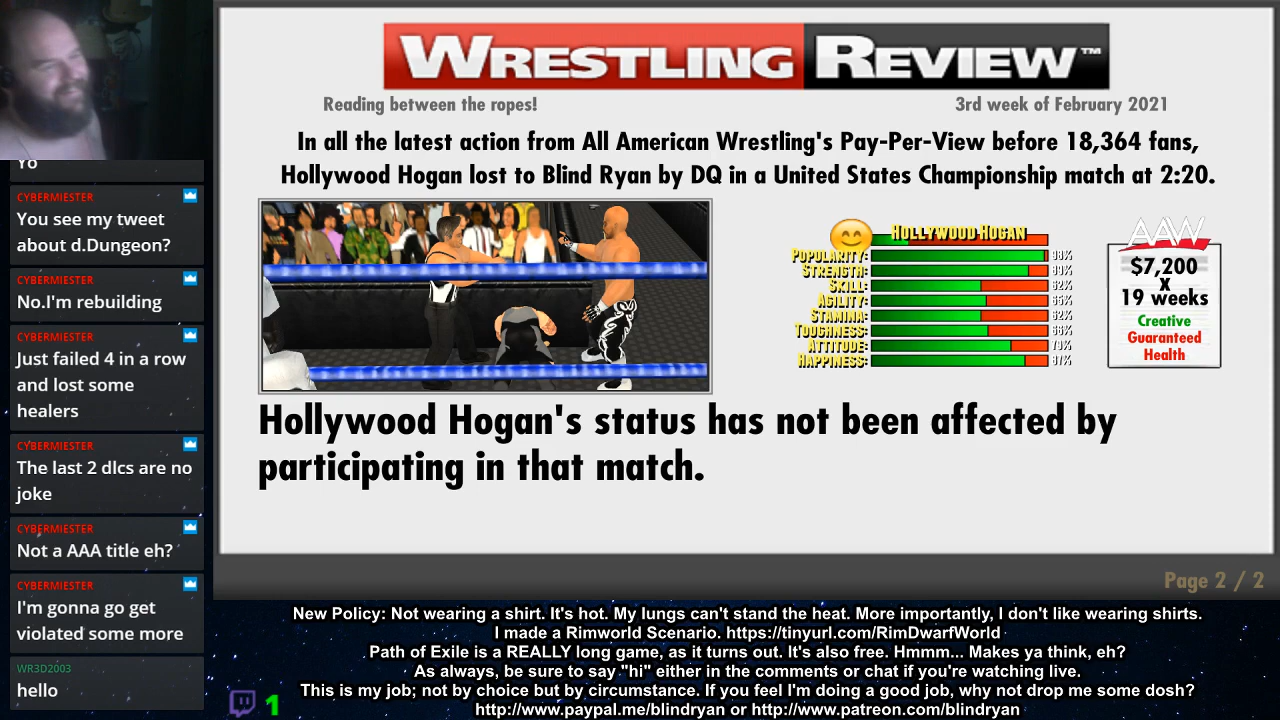 WRESTLING REVIEW™
Reading between the ropes!
3rd week of February 2021
In all the latest action from All American Wrestling's Pay-Per-View before 18,364 fans,
Hollywood Hogan lost to Blind Ryan by DQ in a United States Championship match at 2:20.
HOLLYWOOD HOGAN
POPULARITY: 98%
STRENGTH: 89%
SKILL: 62%
AGILITY: 65%
STAMINA: 62%
TOUGHNESS: 66%
ATTITUDE: 79%
HAPPINESS: 87%
AAW
$7,200
X
19 weeks
Creative
Guaranteed
Health
Hollywood Hogan's status has not been affected by
participating in that match.
Page 2 / 2
Yo
CYBERMIESTER
You see my tweet
about d.Dungeon?
CYBERMIESTER
No.I'm rebuilding
CYBERMIESTER
Just failed 4 in a row
and lost some
healers
CYBERMIESTER
The last 2 dlcs are no
joke
CYBERMIESTER
Not a AAA title eh?
CYBERMIESTER
I'm gonna go get
violated some more
WR3D2003
hello
1
New Policy: Not wearing a shirt. It's hot. My lungs can't stand the heat. More importantly, I don't like wearing shirts.
I made a Rimworld Scenario. https://tinyurl.com/RimDwarfWorld
Path of Exile is a REALLY long game, as it turns out. It's also free. Hmmm... Makes ya think, eh?
As always, be sure to say "hi" either in the comments or chat if you're watching live.
This is my job; not by choice but by circumstance. If you feel I'm doing a good job, why not drop me some dosh?
http://www.paypal.me/blindryan or http://www.patreon.com/blindryan